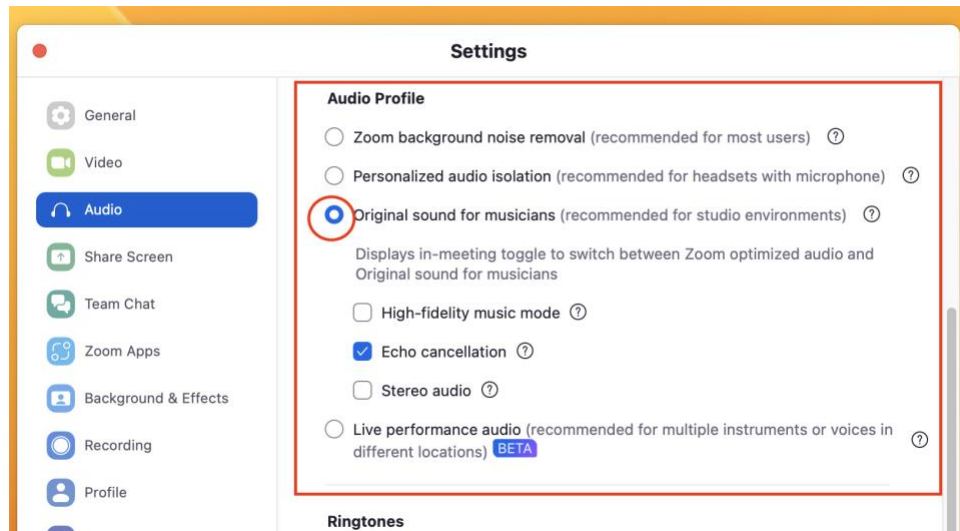 Settings
General
Video
Audio
Share Screen
Team Chat
Zoom Apps
Background & Effects
Recording
Profile
Audio Profile
Zoom background noise removal (recommended for most users) ?
Personalized audio isolation (recommended for headsets with microphone) ?
Original sound for musicians (recommended for studio environments) ?
Displays in-meeting toggle to switch between Zoom optimized audio and
Original sound for musicians
High-fidelity music mode ?
Echo cancellation ?
Stereo audio ?
Live performance audio (recommended for multiple instruments or voices in
different locations) BETA ?
Ringtones